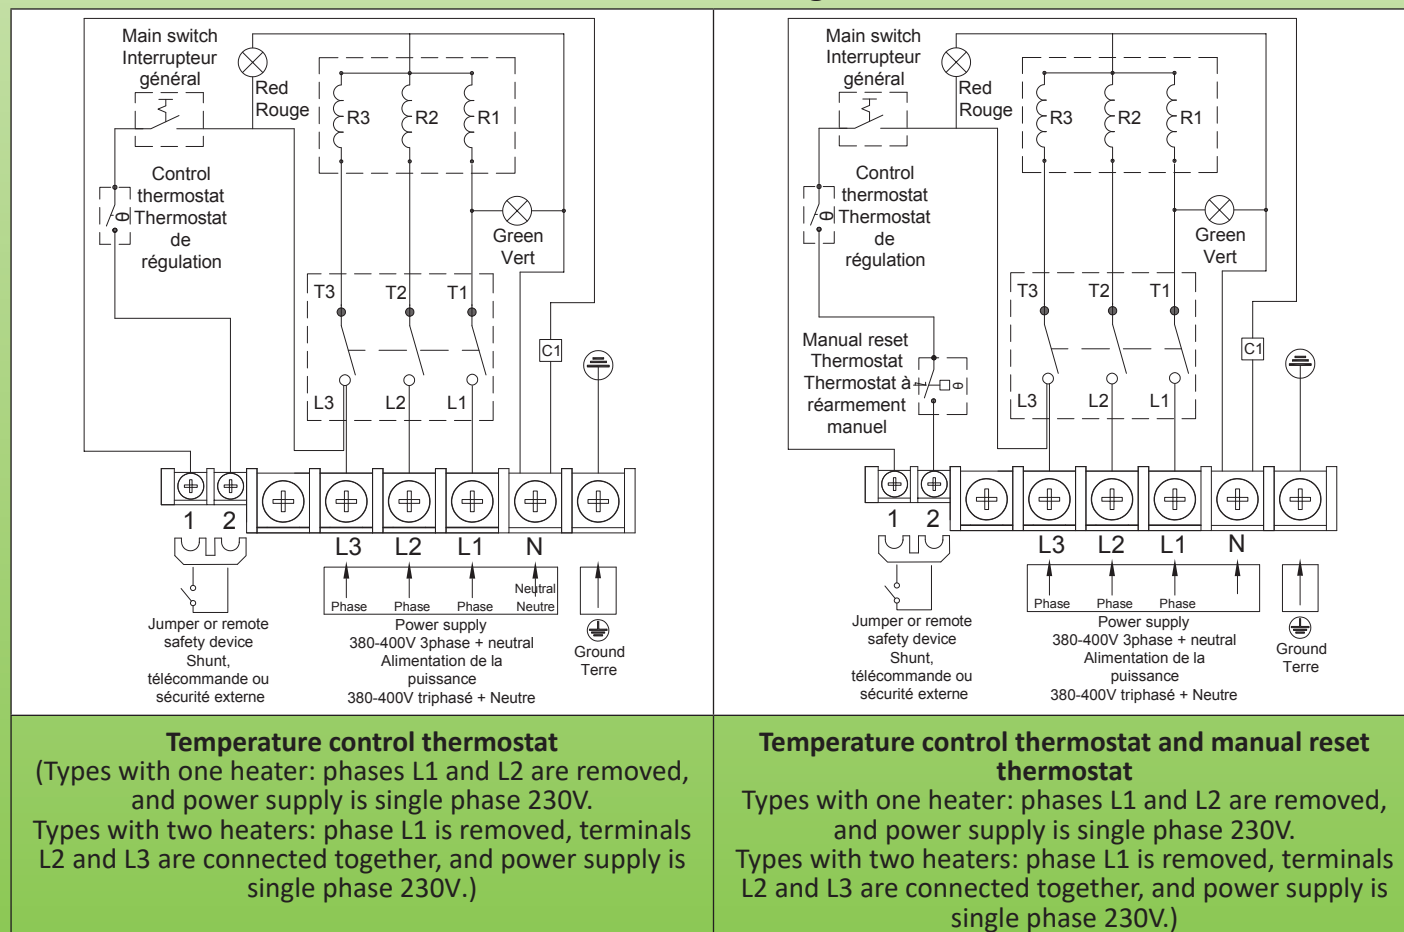 Main switch
Interrupteur
général
Red
Rouge
R3
R2
R1
Control
thermostat
Thermostat
de
régulation
θ
Green
Vert
T3
T2
T1
C1
L3
L2
L1
1
2
L3
L2
L1
N
Phase
Phase
Phase
Neutral
Neutre
Jumper or remote
safety device
Shunt,
télécommande ou
sécurité externe
Power supply
380-400V 3phase + neutral
Alimentation de la
puissance
380-400V triphasé + Neutre
Ground
Terre
Temperature control thermostat
(Types with one heater: phases L1 and L2 are removed,
and power supply is single phase 230V.
Types with two heaters: phase L1 is removed, terminals
L2 and L3 are connected together, and power supply is
single phase 230V.)
Main switch
Interrupteur
général
Red
Rouge
R3
R2
R1
Control
thermostat
Thermostat
de
régulation
θ
Green
Vert
T3
T2
T1
Manual reset
Thermostat
Thermostat à
réarmement
manuel
θ
C1
L3
L2
L1
1
2
L3
L2
L1
N
Phase
Phase
Phase
Jumper or remote
safety device
Shunt,
télécommande ou
sécurité externe
Power supply
380-400V 3phase + neutral
Alimentation de la
puissance
380-400V triphasé + Neutre
Ground
Terre
Temperature control thermostat and manual reset
thermostat
Types with one heater: phases L1 and L2 are removed,
and power supply is single phase 230V.
Types with two heaters: phase L1 is removed, terminals
L2 and L3 are connected together, and power supply is
single phase 230V.)